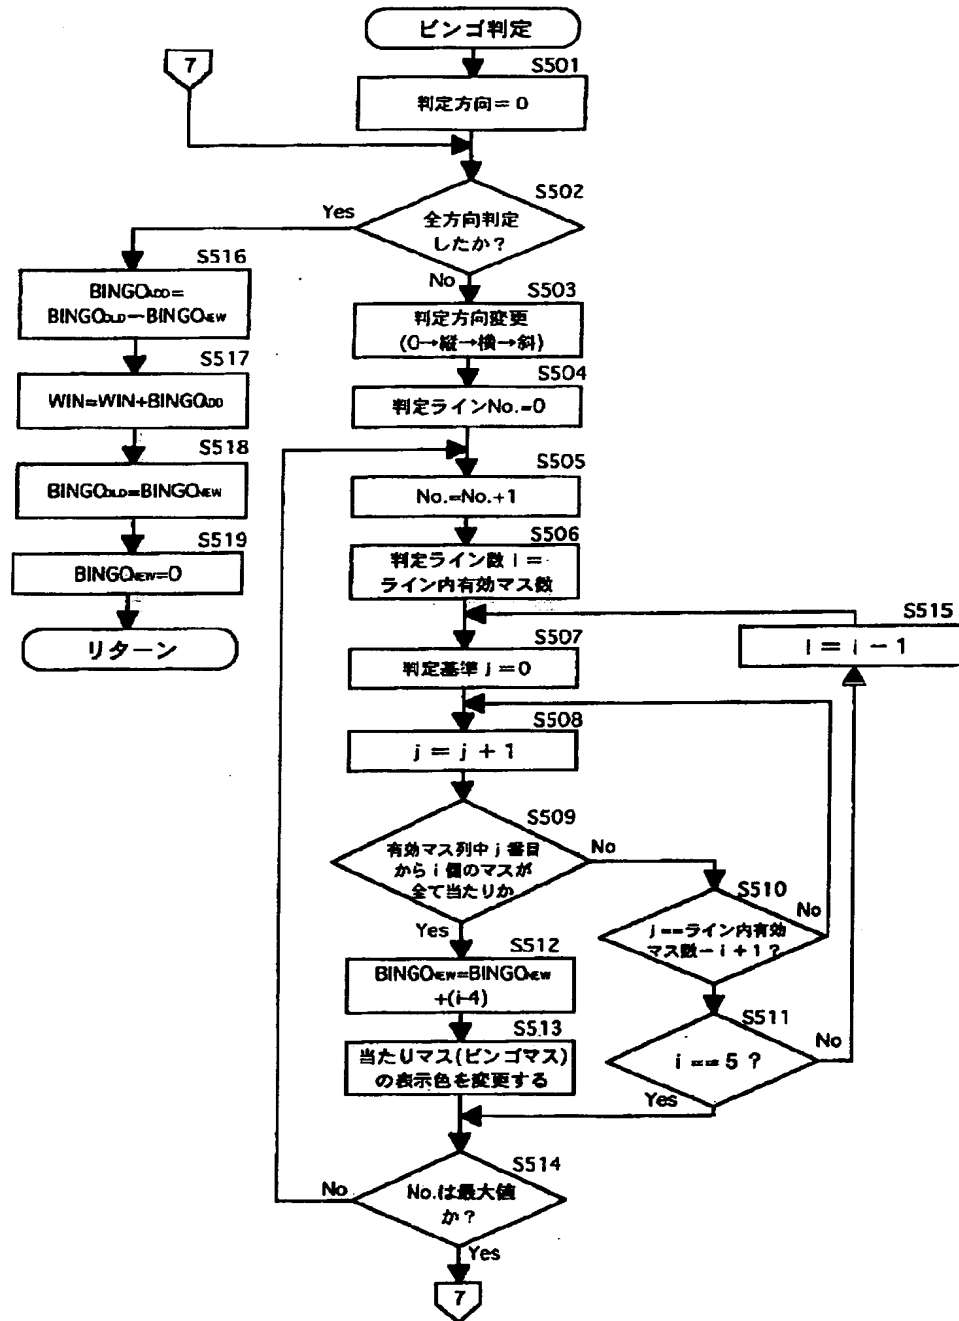 ビンゴ判定
7
S501
判定方向=0
S502
全方向判定
したか?
Yes
No
S503
判定方向変更
(0→縦→横→斜)
S504
判定ラインNo.=0
S505
No.=No.+1
S506
判定ライン数 i =
ライン内有効マス数
S507
判定基準 j = 0
S508
j = j + 1
S509
有効マス列中 j 番目
から i 個のマスが
全て当たりか
No
Yes
S510
j==ライン内有効
マス数－i＋1?
No
S511
i == 5 ?
No
Yes
S512
BINGONEW=BINGONEW
+(i-4)
S513
当たりマス(ビンゴマス)
の表示色を変更する
S514
No.は最大値
か?
No
Yes
7
S515
i = i - 1
S516
BINGOADD=
BINGOOLD－BINGONEW
S517
WIN=WIN+BINGOADD
S518
BINGOOLD=BINGONEW
S519
BINGONEW=0
リターン